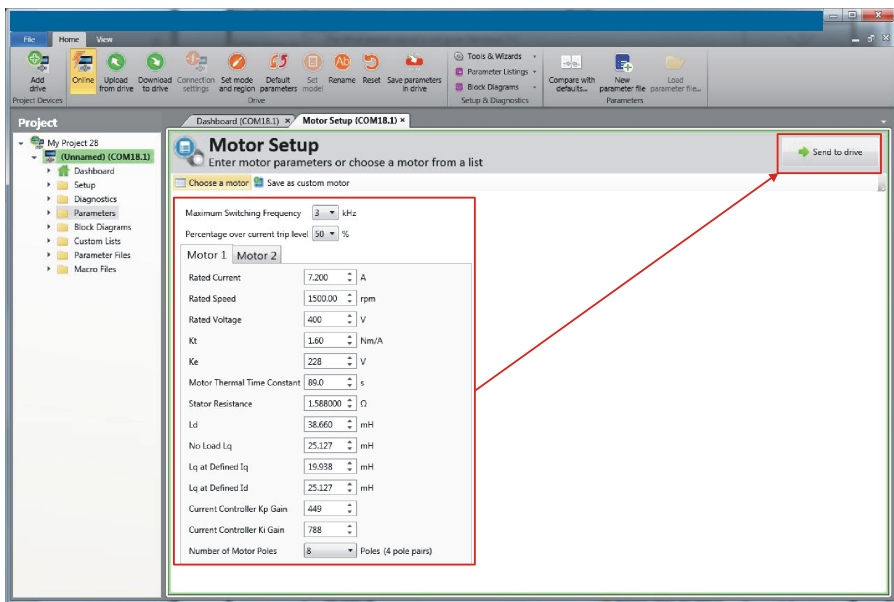 File Home View
Add drive
Online
Upload from drive
Download to drive
Connection settings
Set mode and region
Default parameters
Set model
Rename
Reset
Save parameters in drive
Tools & Wizards
Parameter Listings
Block Diagrams
Compare with defaults...
New parameter file
Load parameter file...
Project Devices
Drive
Setup & Diagnostics
Parameters
Project
My Project 28
(Unnamed) (COM18.1)
Dashboard
Setup
Diagnostics
Parameters
Block Diagrams
Custom Lists
Parameter Files
Macro Files
Dashboard (COM18.1) × Motor Setup (COM18.1) ×
Motor Setup
Enter motor parameters or choose a motor from a list
Send to drive
Choose a motor Save as custom motor
Maximum Switching Frequency 3 kHz
Percentage over current trip level 50 %
Motor 1 Motor 2
Rated Current 7.200 A
Rated Speed 1500.00 rpm
Rated Voltage 400 V
Kt 1.60 Nm/A
Ke 228 V
Motor Thermal Time Constant 89.0 s
Stator Resistance 1.588000 Ω
Ld 38.660 mH
No Load Lq 25.127 mH
Lq at Defined Iq 19.938 mH
Lq at Defined Id 25.127 mH
Current Controller Kp Gain 449
Current Controller Ki Gain 788
Number of Motor Poles 8 Poles (4 pole pairs)